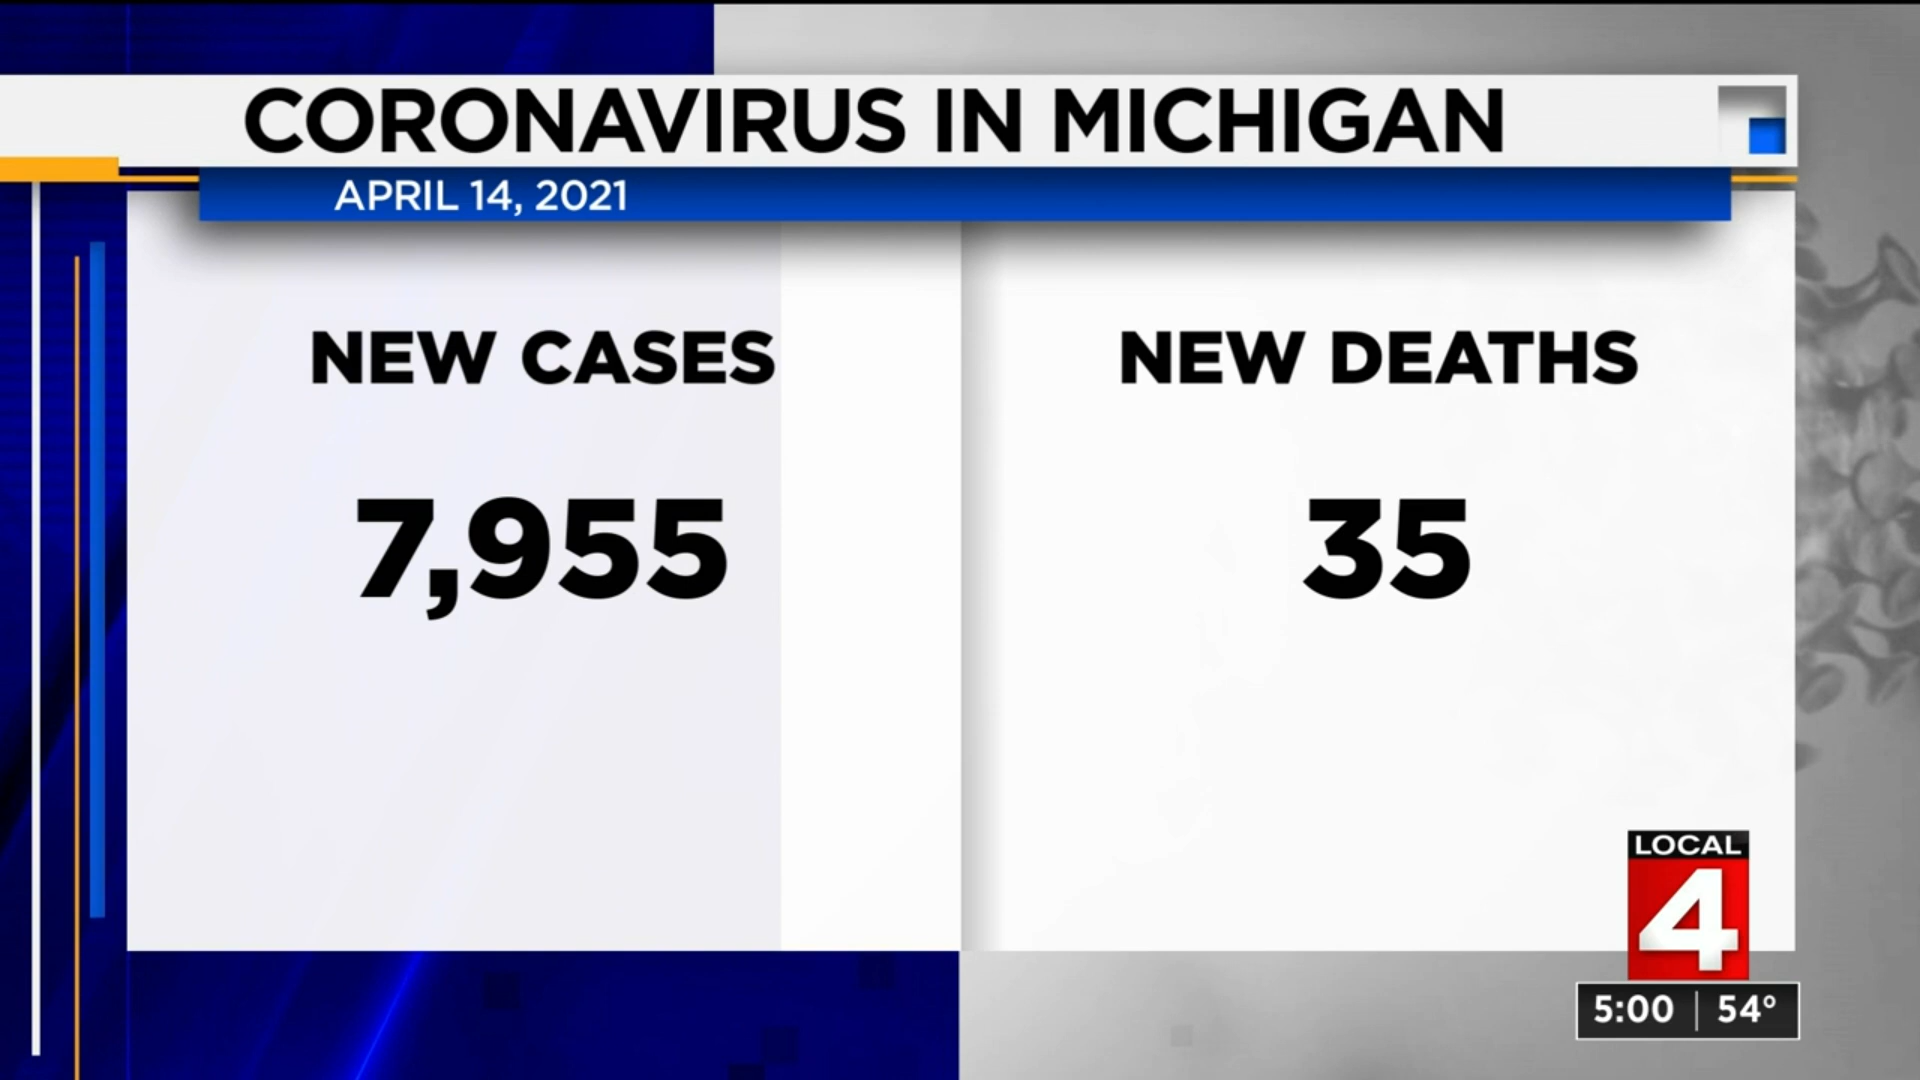 CORONAVIRUS IN MICHIGAN
APRIL 14, 2021
NEW CASES
7,955
NEW DEATHS
35
LOCAL
4
5:00 | 54°